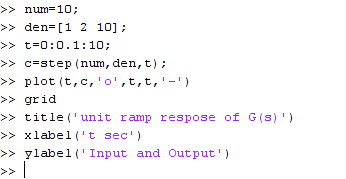 >> num=10;
>> den=[1 2 10];
>> t=0:0.1:10;
>> c=step(num,den,t);
>> plot(t,c,'o',t,t,'-')
>> grid
>> title('unit ramp respose of G(s)')
>> xlabel('t sec')
>> ylabel('Input and Output')
>>